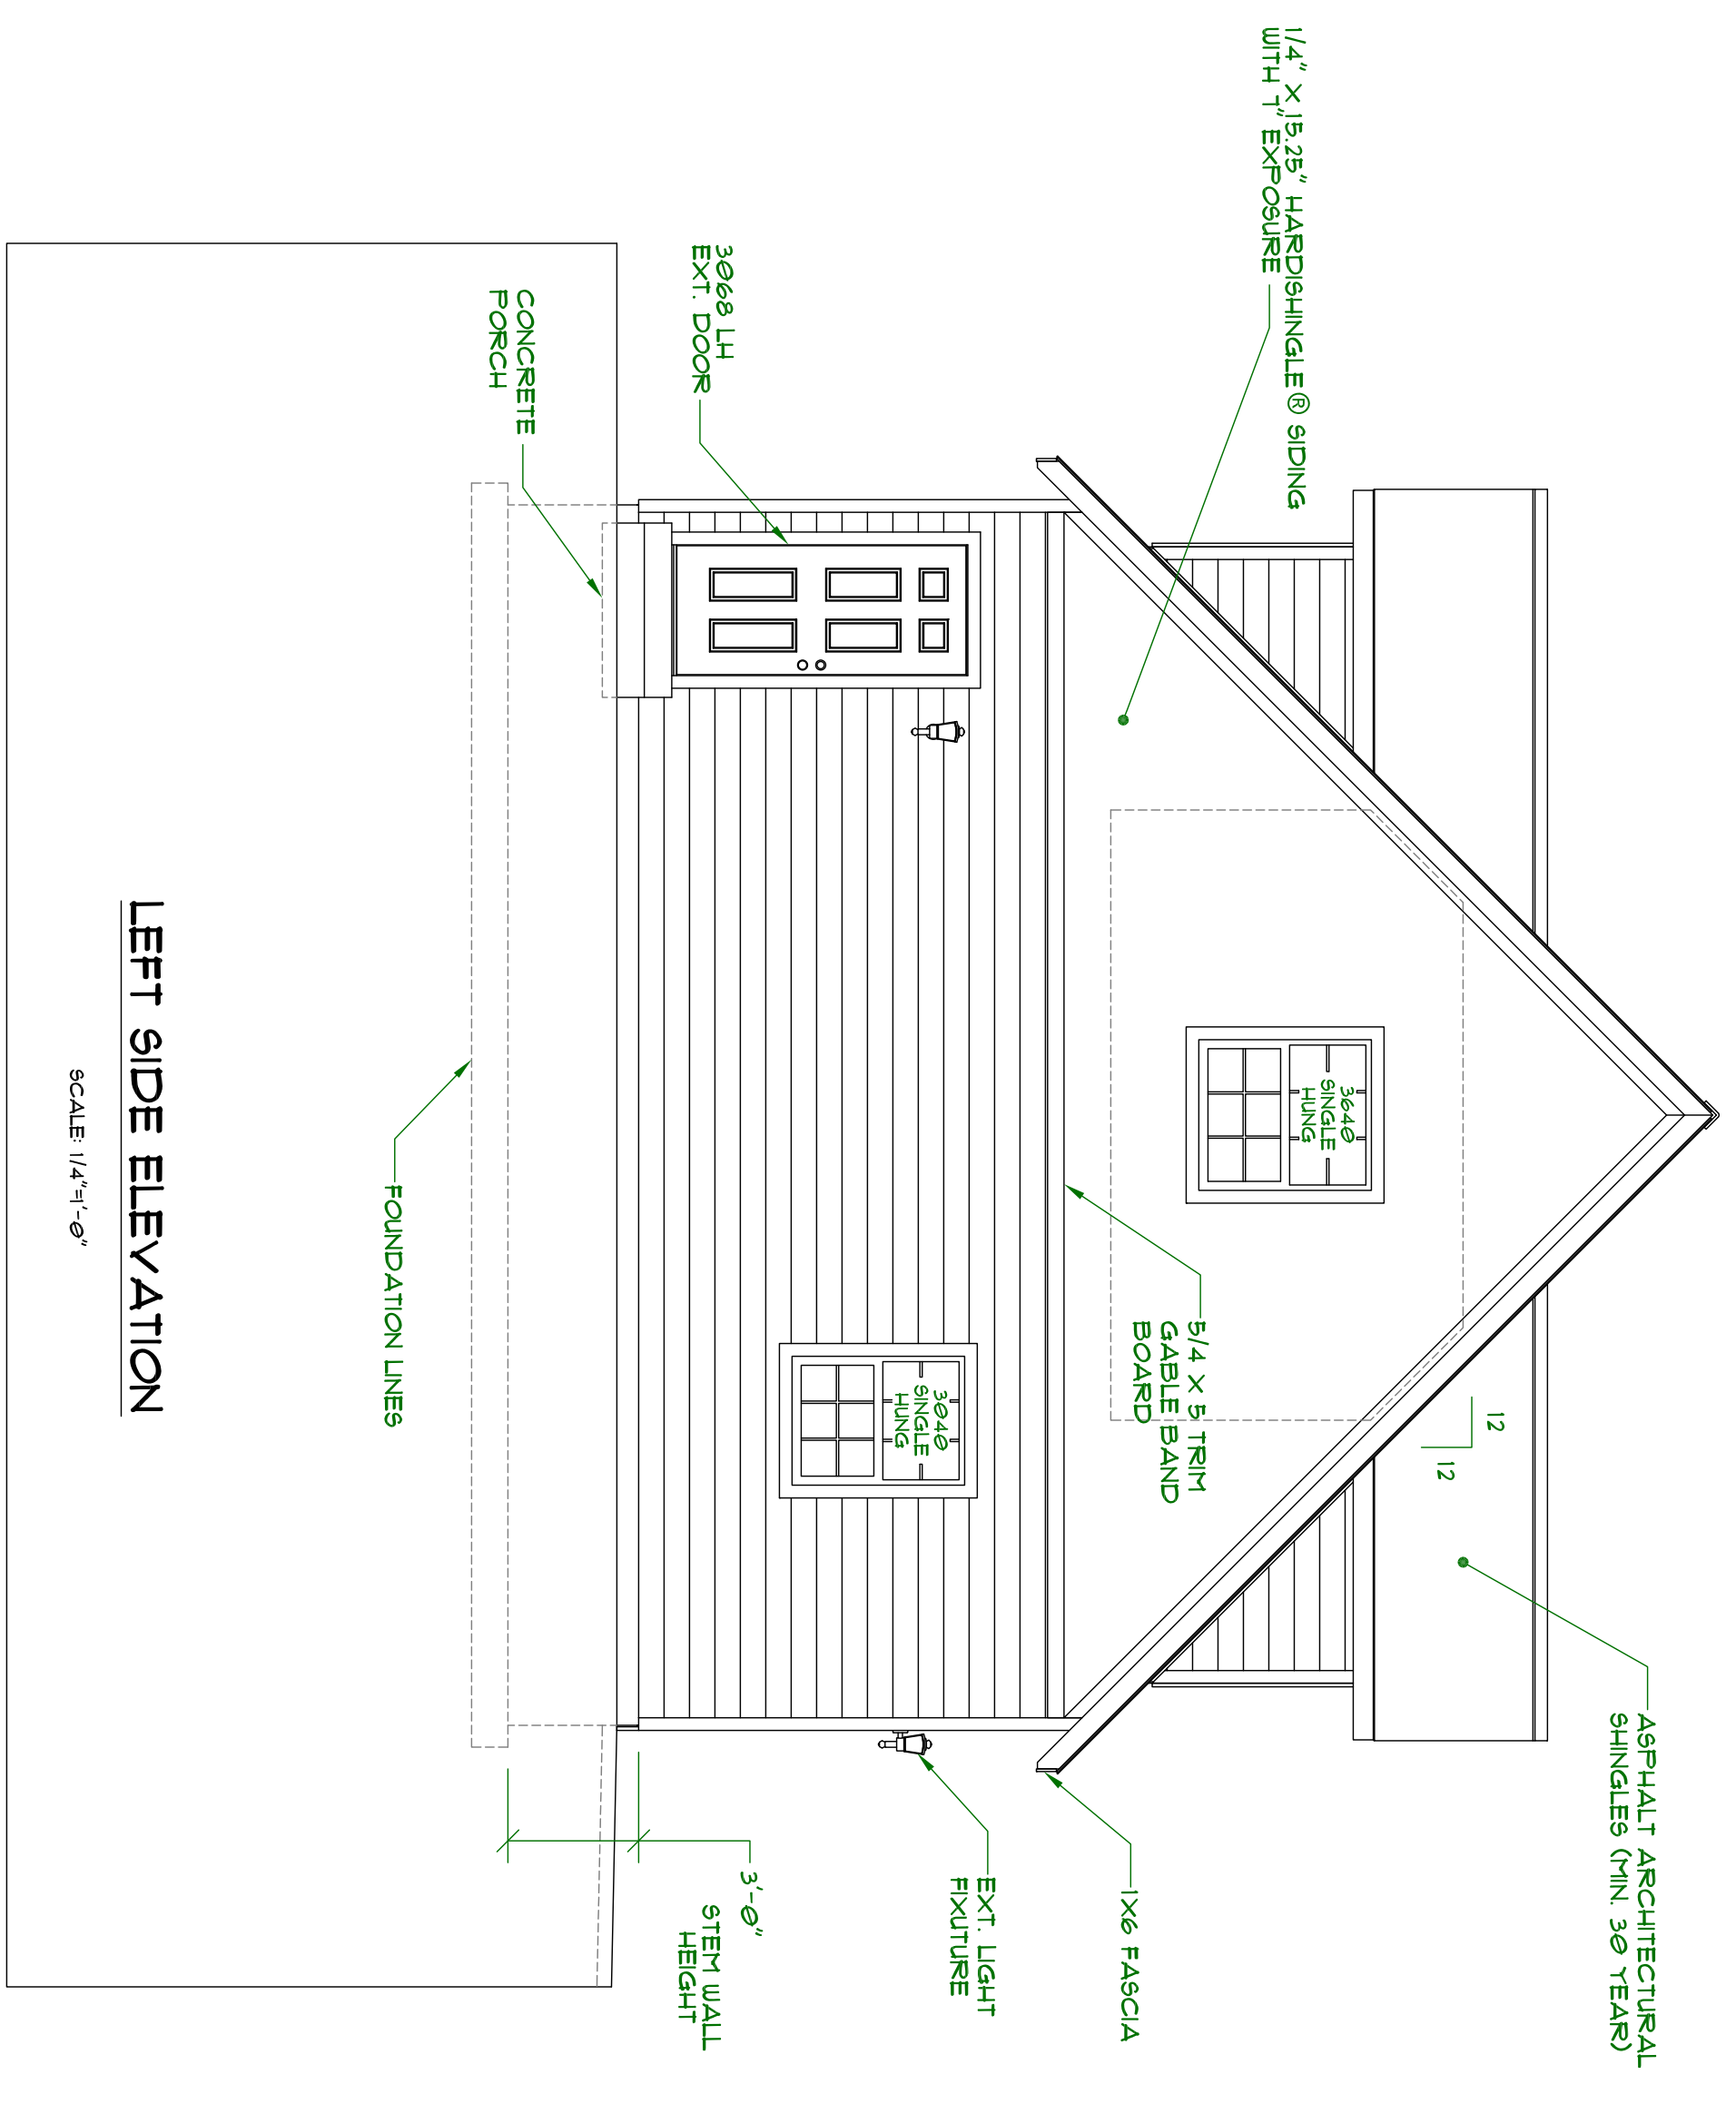 ASPHALT ARCHITECTURAL
SHINGLES (MIN. 30 YEAR)
12
12
1/4" X 15.25" HARDISHINGLE® SIDING
WITH 7" EXPOSURE
3640
SINGLE
HUNG
5/4 X 5 TRIM
GABLE BAND
BOARD
1X6 FASCIA
EXT. LIGHT
FIXUTURE
3040
SINGLE
HUNG
3068 LH
EXT. DOOR
3'-0"
STEM WALL
HEIGHT
CONCRETE
PORCH
FOUNDATION LINES
LEFT SIDE ELEVATION
SCALE: 1/4"=1'-0"